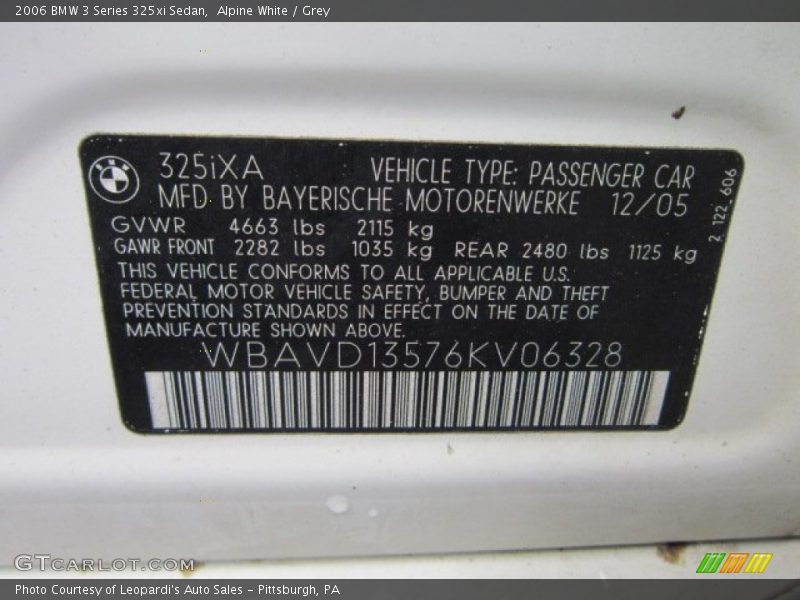 2006 BMW 3 Series 325xi Sedan,  Alpine White / Grey
325iXA VEHICLE TYPE: PASSENGER CAR
MFD BY BAYERISCHE MOTORENWERKE 12/05
GVWR 4663 lbs 2115 kg
GAWR FRONT 2282 lbs 1035 kg REAR 2480 lbs 1125 kg
THIS VEHICLE CONFORMS TO ALL APPLICABLE U.S.
FEDERAL MOTOR VEHICLE SAFETY, BUMPER AND THEFT
PREVENTION STANDARDS IN EFFECT ON THE DATE OF
MANUFACTURE SHOWN ABOVE.
WBAVD13576KV06328
2 122_606
GTCARLOT.COM
Photo Courtesy of Leopardi's Auto Sales - Pittsburgh, PA